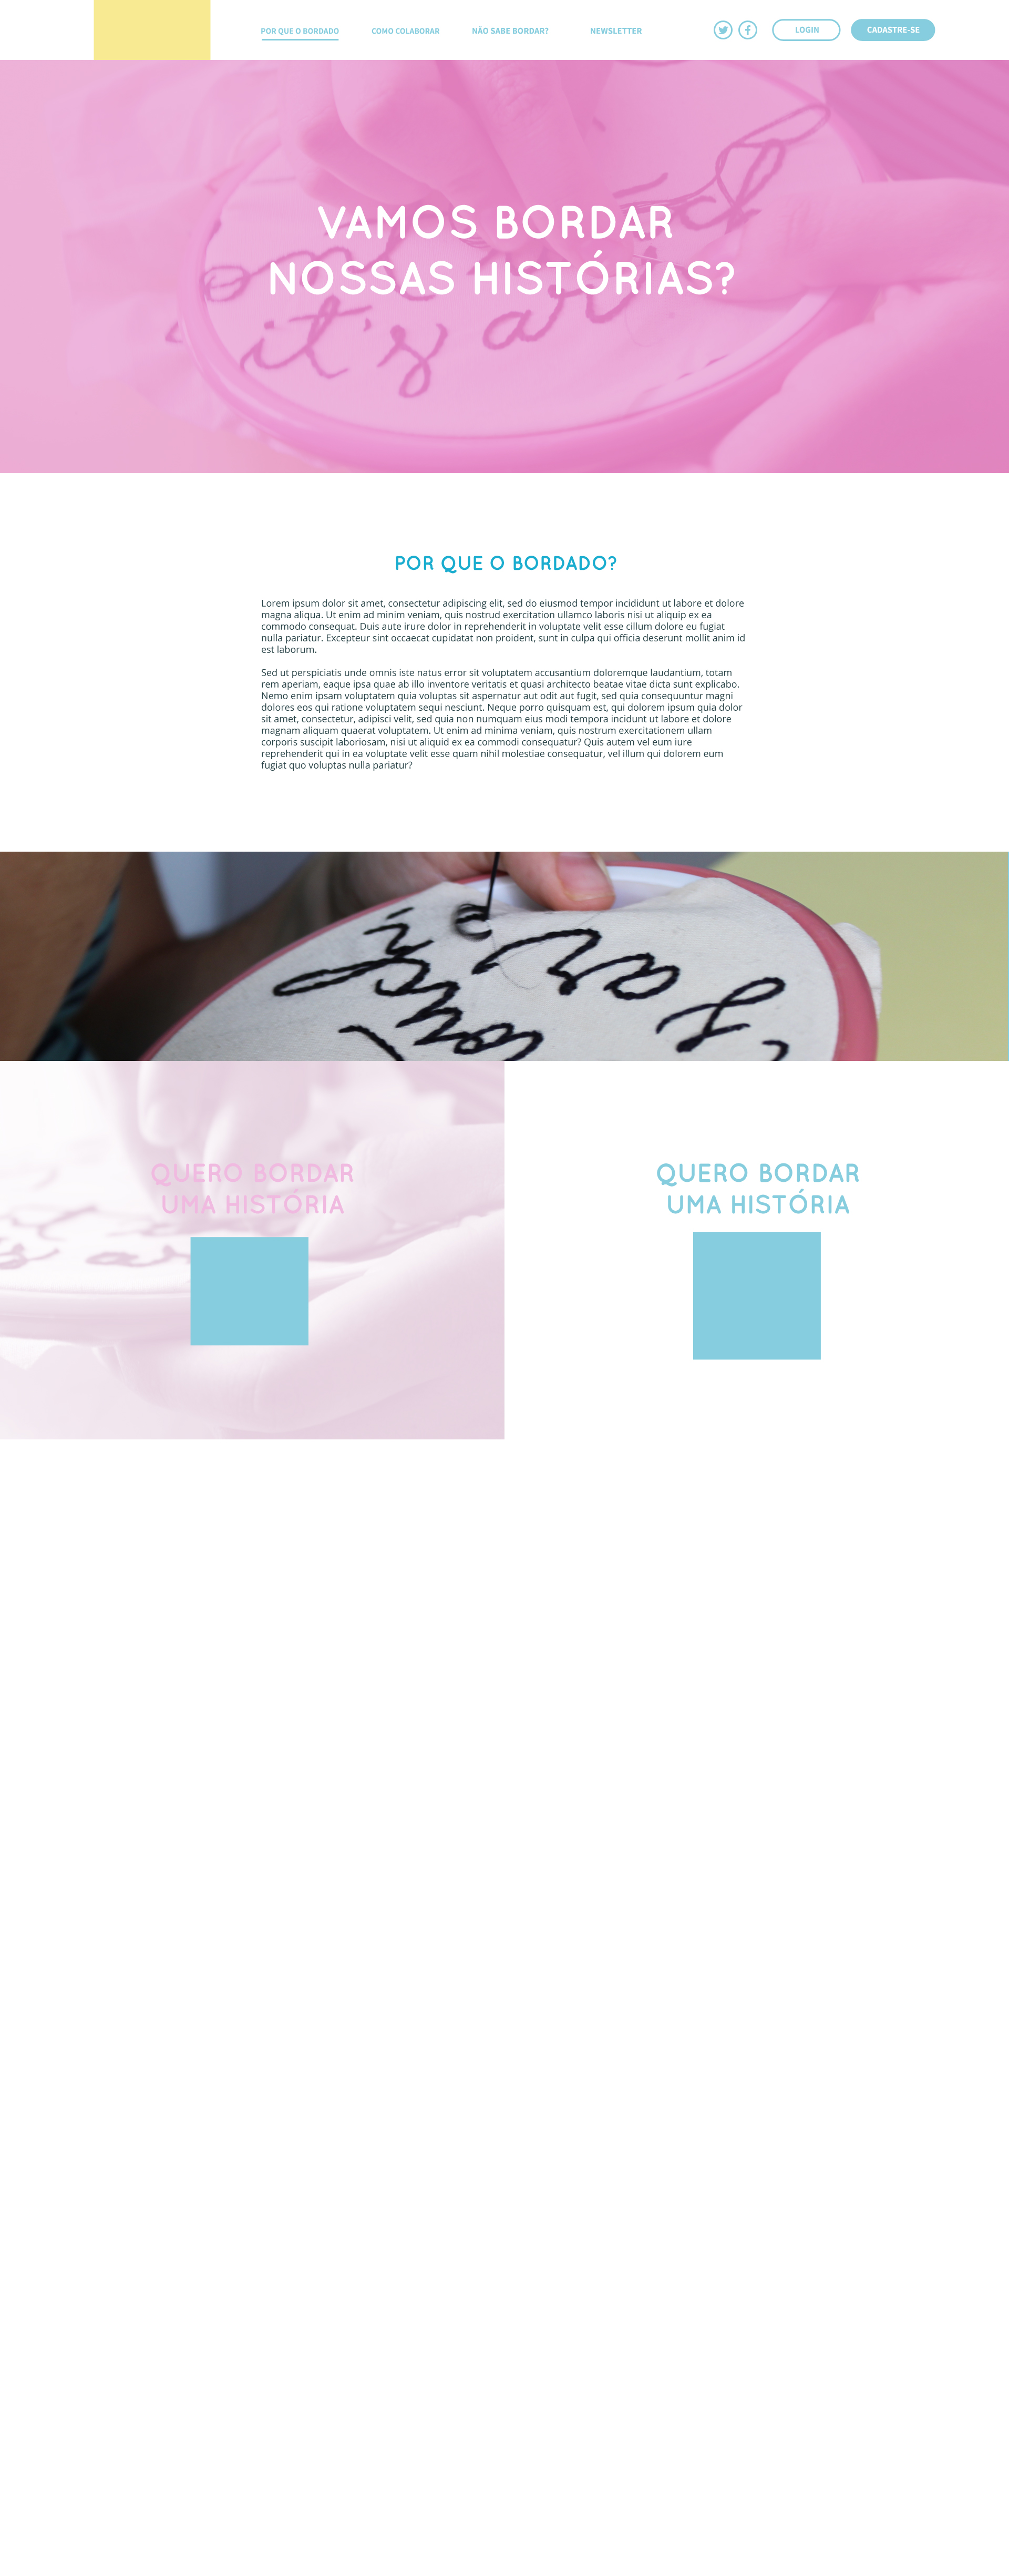 POR QUE O BORDADO
COMO COLABORAR
NÃO SABE BORDAR?
NEWSLETTER
LOGIN
CADASTRE-SE
VAMOS BORDAR
NOSSAS HISTÓRIAS?
it's a
POR QUE O BORDADO?
Lorem ipsum dolor sit amet, consectetur adipiscing elit, sed do eiusmod tempor incididunt ut labore et dolore
magna aliqua. Ut enim ad minim veniam, quis nostrud exercitation ullamco laboris nisi ut aliquip ex ea
commodo consequat. Duis aute irure dolor in reprehenderit in voluptate velit esse cillum dolore eu fugiat
nulla pariatur. Excepteur sint occaecat cupidatat non proident, sunt in culpa qui officia deserunt mollit anim id
est laborum.
Sed ut perspiciatis unde omnis iste natus error sit voluptatem accusantium doloremque laudantium, totam
rem aperiam, eaque ipsa quae ab illo inventore veritatis et quasi architecto beatae vitae dicta sunt explicabo.
Nemo enim ipsam voluptatem quia voluptas sit aspernatur aut odit aut fugit, sed quia consequuntur magni
dolores eos qui ratione voluptatem sequi nesciunt. Neque porro quisquam est, qui dolorem ipsum quia dolor
sit amet, consectetur, adipisci velit, sed quia non numquam eius modi tempora incidunt ut labore et dolore
magnam aliquam quaerat voluptatem. Ut enim ad minima veniam, quis nostrum exercitationem ullam
corporis suscipit laboriosam, nisi ut aliquid ex ea commodi consequatur? Quis autem vel eum iure
reprehenderit qui in ea voluptate velit esse quam nihil molestiae consequatur, vel illum qui dolorem eum
fugiat quo voluptas nulla pariatur?
QUERO BORDAR
UMA HISTÓRIA
QUERO BORDAR
UMA HISTÓRIA